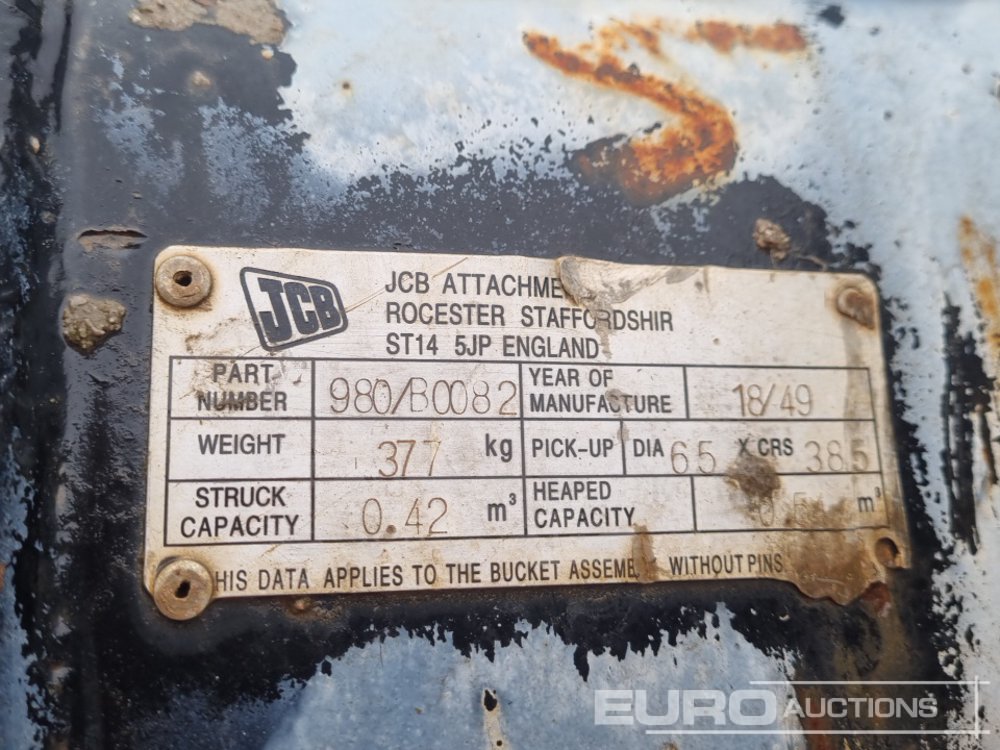 JCB
JCB ATTACHME
ROCESTER STAFFORDSHIR
ST14 5JP ENGLAND
PART NUMBER 980/B0082 YEAR OF MANUFACTURE 18/49
WEIGHT 377 kg PICK-UP DIA 65 X CRS 385
STRUCK CAPACITY 0.42 m³ HEAPED CAPACITY m³
HIS DATA APPLIES TO THE BUCKET ASSEMB WITHOUT PINS
EURO AUCTIONS